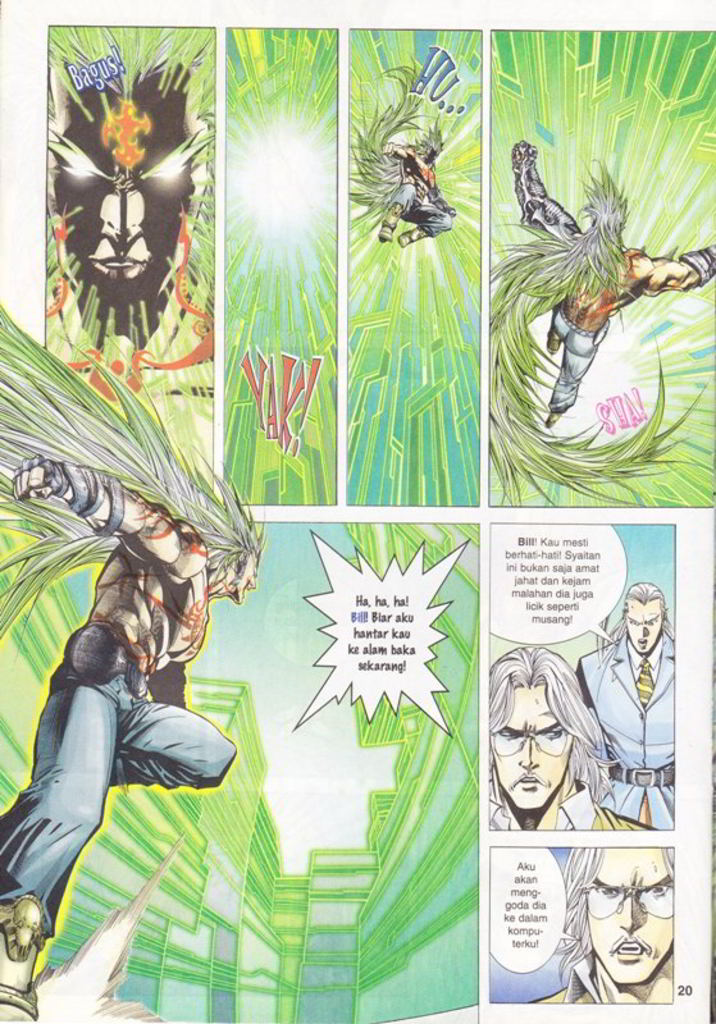 Bagus!
YAK!
HU...
SHA!
Ha, ha, ha!
Bill! Biar aku
hantar kau
ke alam baka
sekarang!
Bill! Kau mesti
berhati-hati! Syaitan
ini bukan saja amat
jahat dan kejam
malahan dia juga
licik seperti
musang!
Aku
akan
meng-
goda dia
ke dalam
kompu-
terku!
20